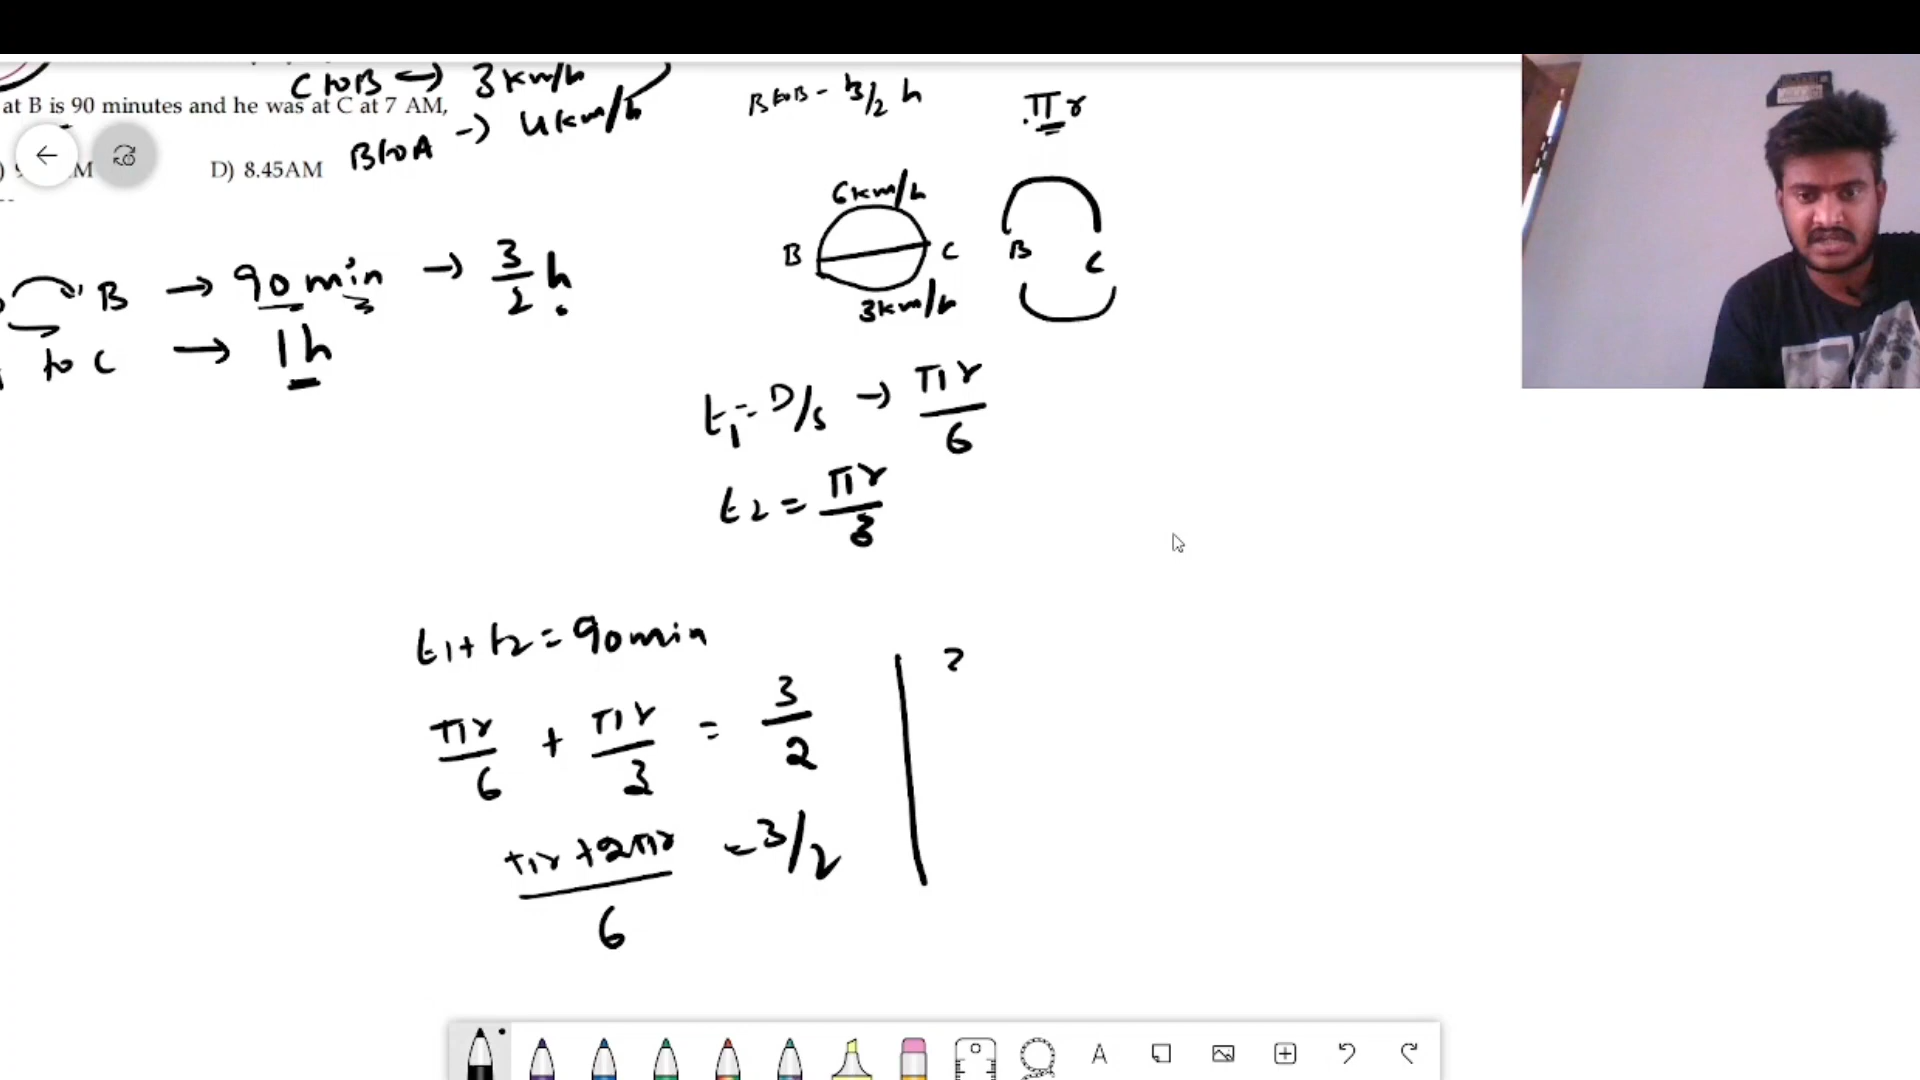 C to B → 3 km/h
at B is 90 minutes and he was at C at 7 AM,
B to A → 4 km/h
D) 8.45AM
B to B - 3/2 h
πr
6 km/h
B C
3 km/h
B
C
B → 90 min → 3/2 h
to C → 1h
t1 = D/s → πr/6
t2 = πr/3
t1 + t2 = 90 min
πr/6 + πr/3 = 3/2
πr + 2πr/6 = 3/2
A